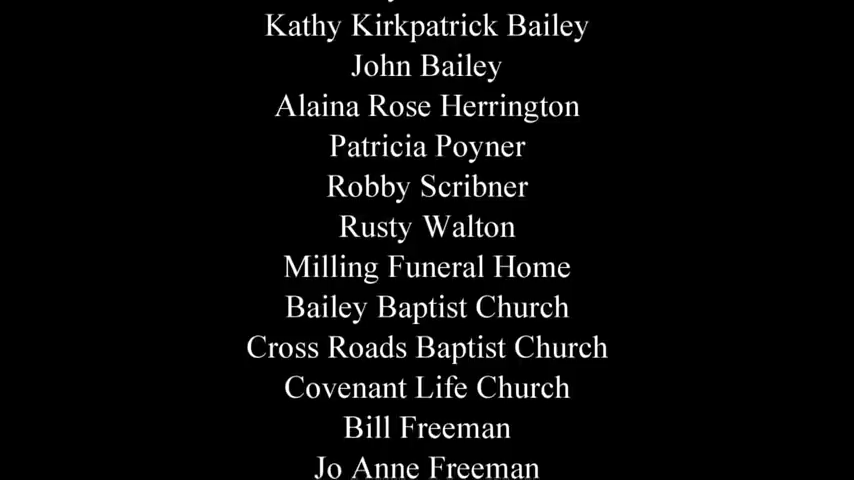 Kathy Kirkpatrick Bailey
John Bailey
Alaina Rose Herrington
Patricia Poyner
Robby Scribner
Rusty Walton
Milling Funeral Home
Bailey Baptist Church
Cross Roads Baptist Church
Covenant Life Church
Bill Freeman
Jo Anne Freeman